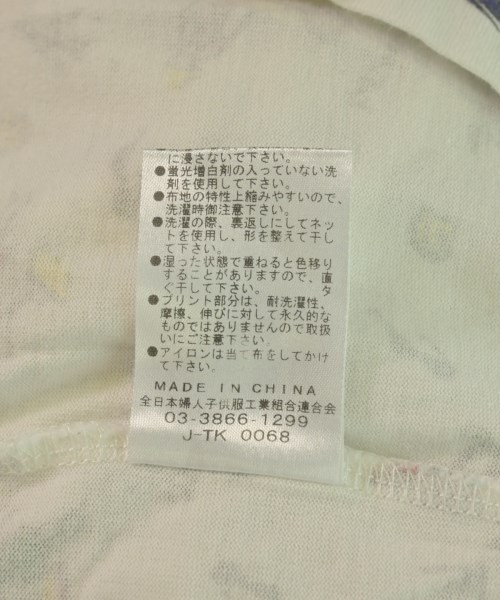 に浸さないで下さい。
●蛍光増白剤の入っていない洗
剤を使用して下さい。
●布地の特性上縮みやすいので、
洗濯時御注意下さい。
●洗濯の際、裏返しにしてネッ
トを使用し、形を整えて干し
て下さい。
●湿った状態で重ねると色移り
することがありますので、直
ぐ干して下さい。 タ
●プリント部分は、耐洗濯性、
摩擦、伸びに対して永久的な
ものではありませんので取扱
いにご注意下さい。
●アイロンは当て布をしてかけ
て下さい。
MADE IN CHINA
全日本婦人子供服工業組合連合会
03-3866-1299
J-TK 0068